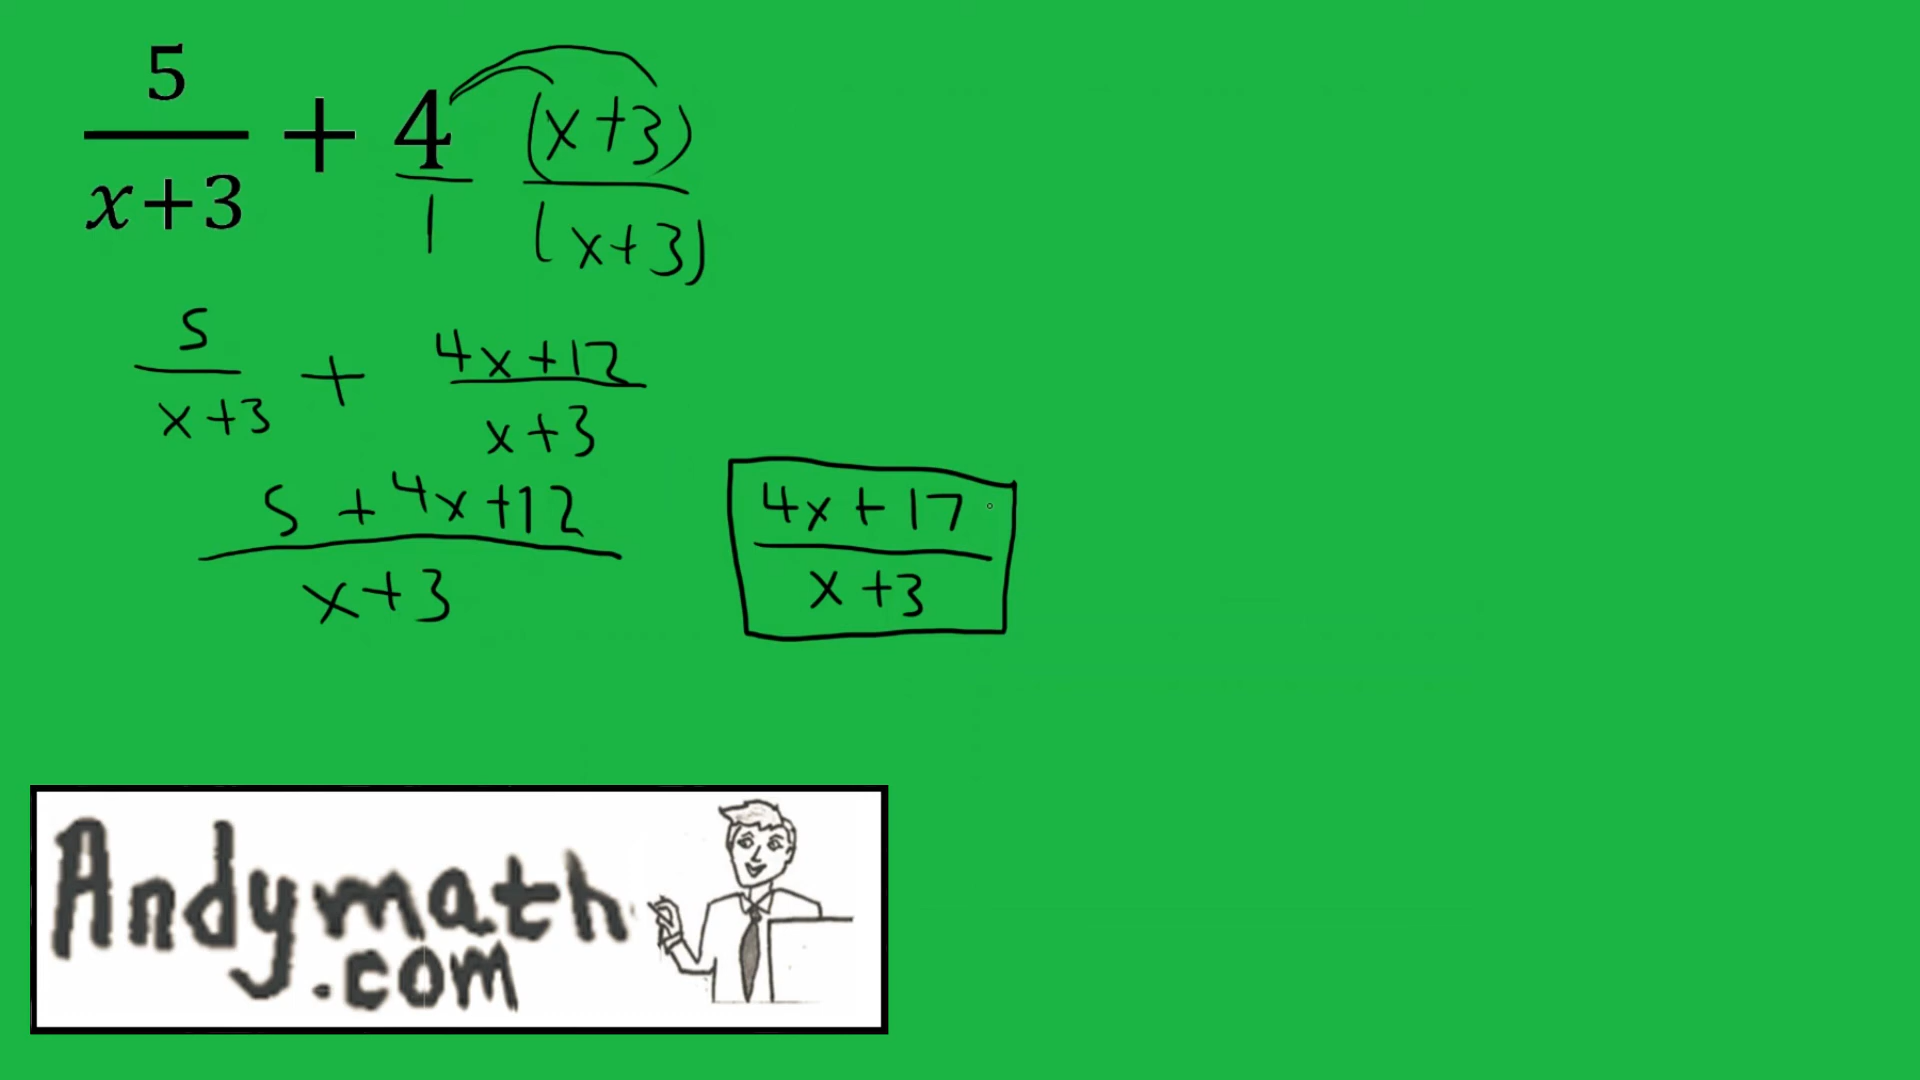 5/(x+3) + 4/1 (x+3)/(x+3)
5/(x+3) + (4x+12)/(x+3)
(5+4x+12)/(x+3)
(4x+17)/(x+3)
Andymath
.com